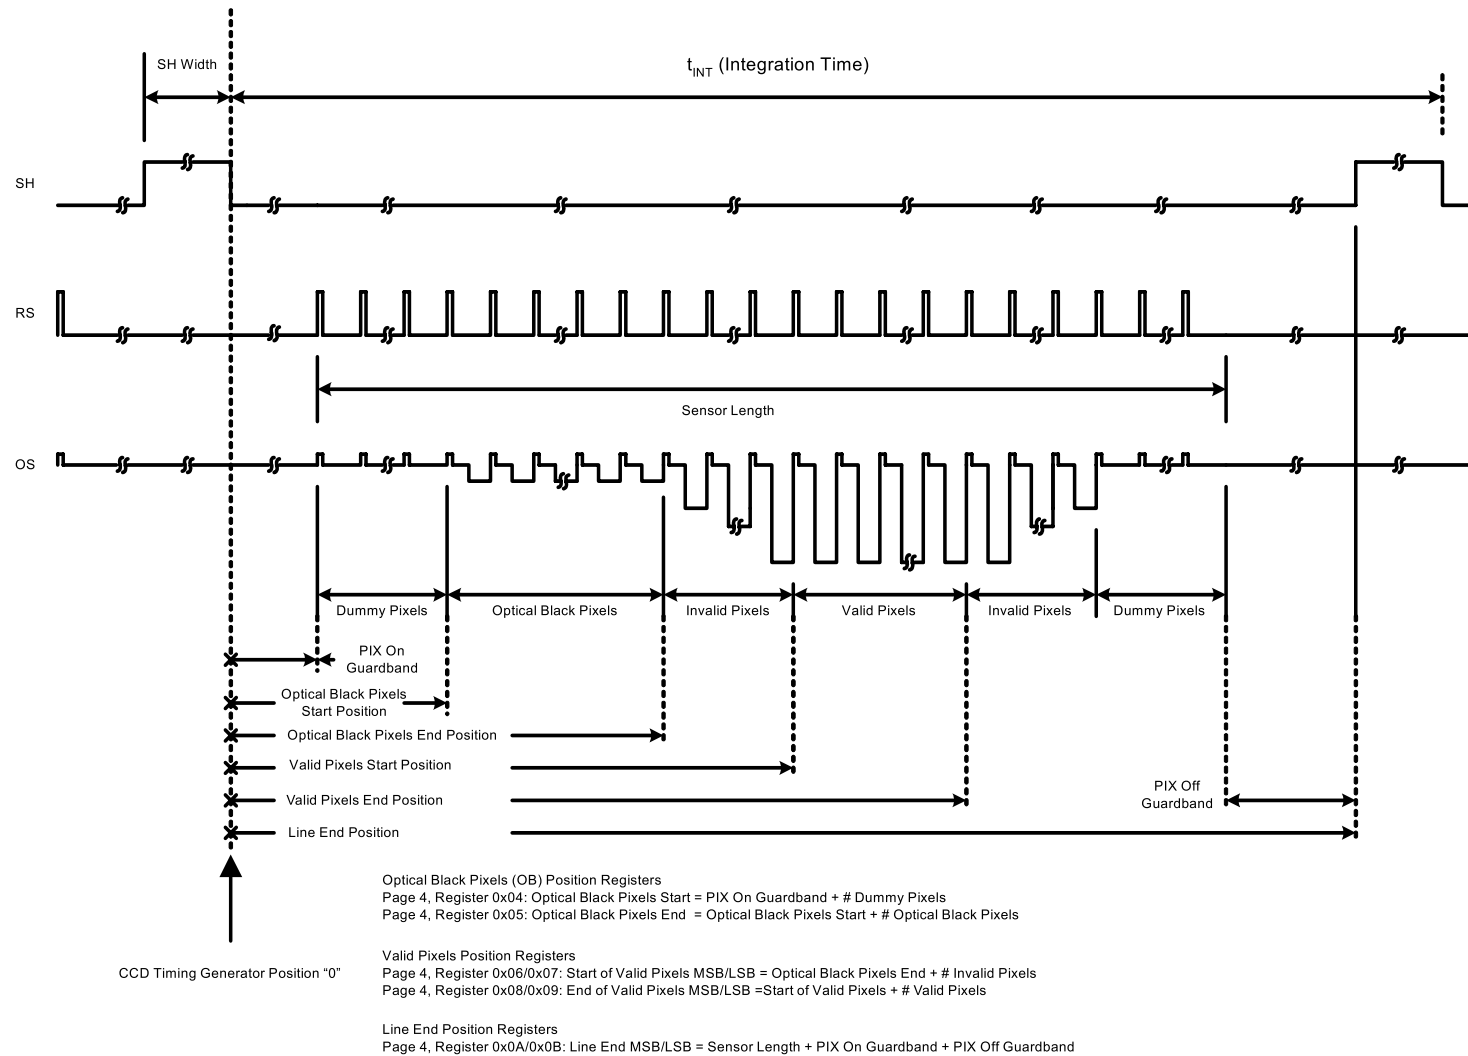 SH Width
tINT (Integration Time)
SH
RS
Sensor Length
OS
Dummy Pixels
Optical Black Pixels
Invalid Pixels
Valid Pixels
Invalid Pixels
Dummy Pixels
PIX On
Guardband
Optical Black Pixels
Start Position
Optical Black Pixels End Position
Valid Pixels Start Position
Valid Pixels End Position
PIX Off
Guardband
Line End Position
Optical Black Pixels (OB) Position Registers
Page 4, Register 0x04: Optical Black Pixels Start = PIX On Guardband + # Dummy Pixels
Page 4, Register 0x05: Optical Black Pixels End  = Optical Black Pixels Start + # Optical Black Pixels
Valid Pixels Position Registers
CCD Timing Generator Position “0”
Page 4, Register 0x06/0x07: Start of Valid Pixels MSB/LSB = Optical Black Pixels End + # Invalid Pixels
Page 4, Register 0x08/0x09: End of Valid Pixels MSB/LSB =Start of Valid Pixels + # Valid Pixels
Line End Position Registers
Page 4, Register 0x0A/0x0B: Line End MSB/LSB = Sensor Length + PIX On Guardband + PIX Off Guardband